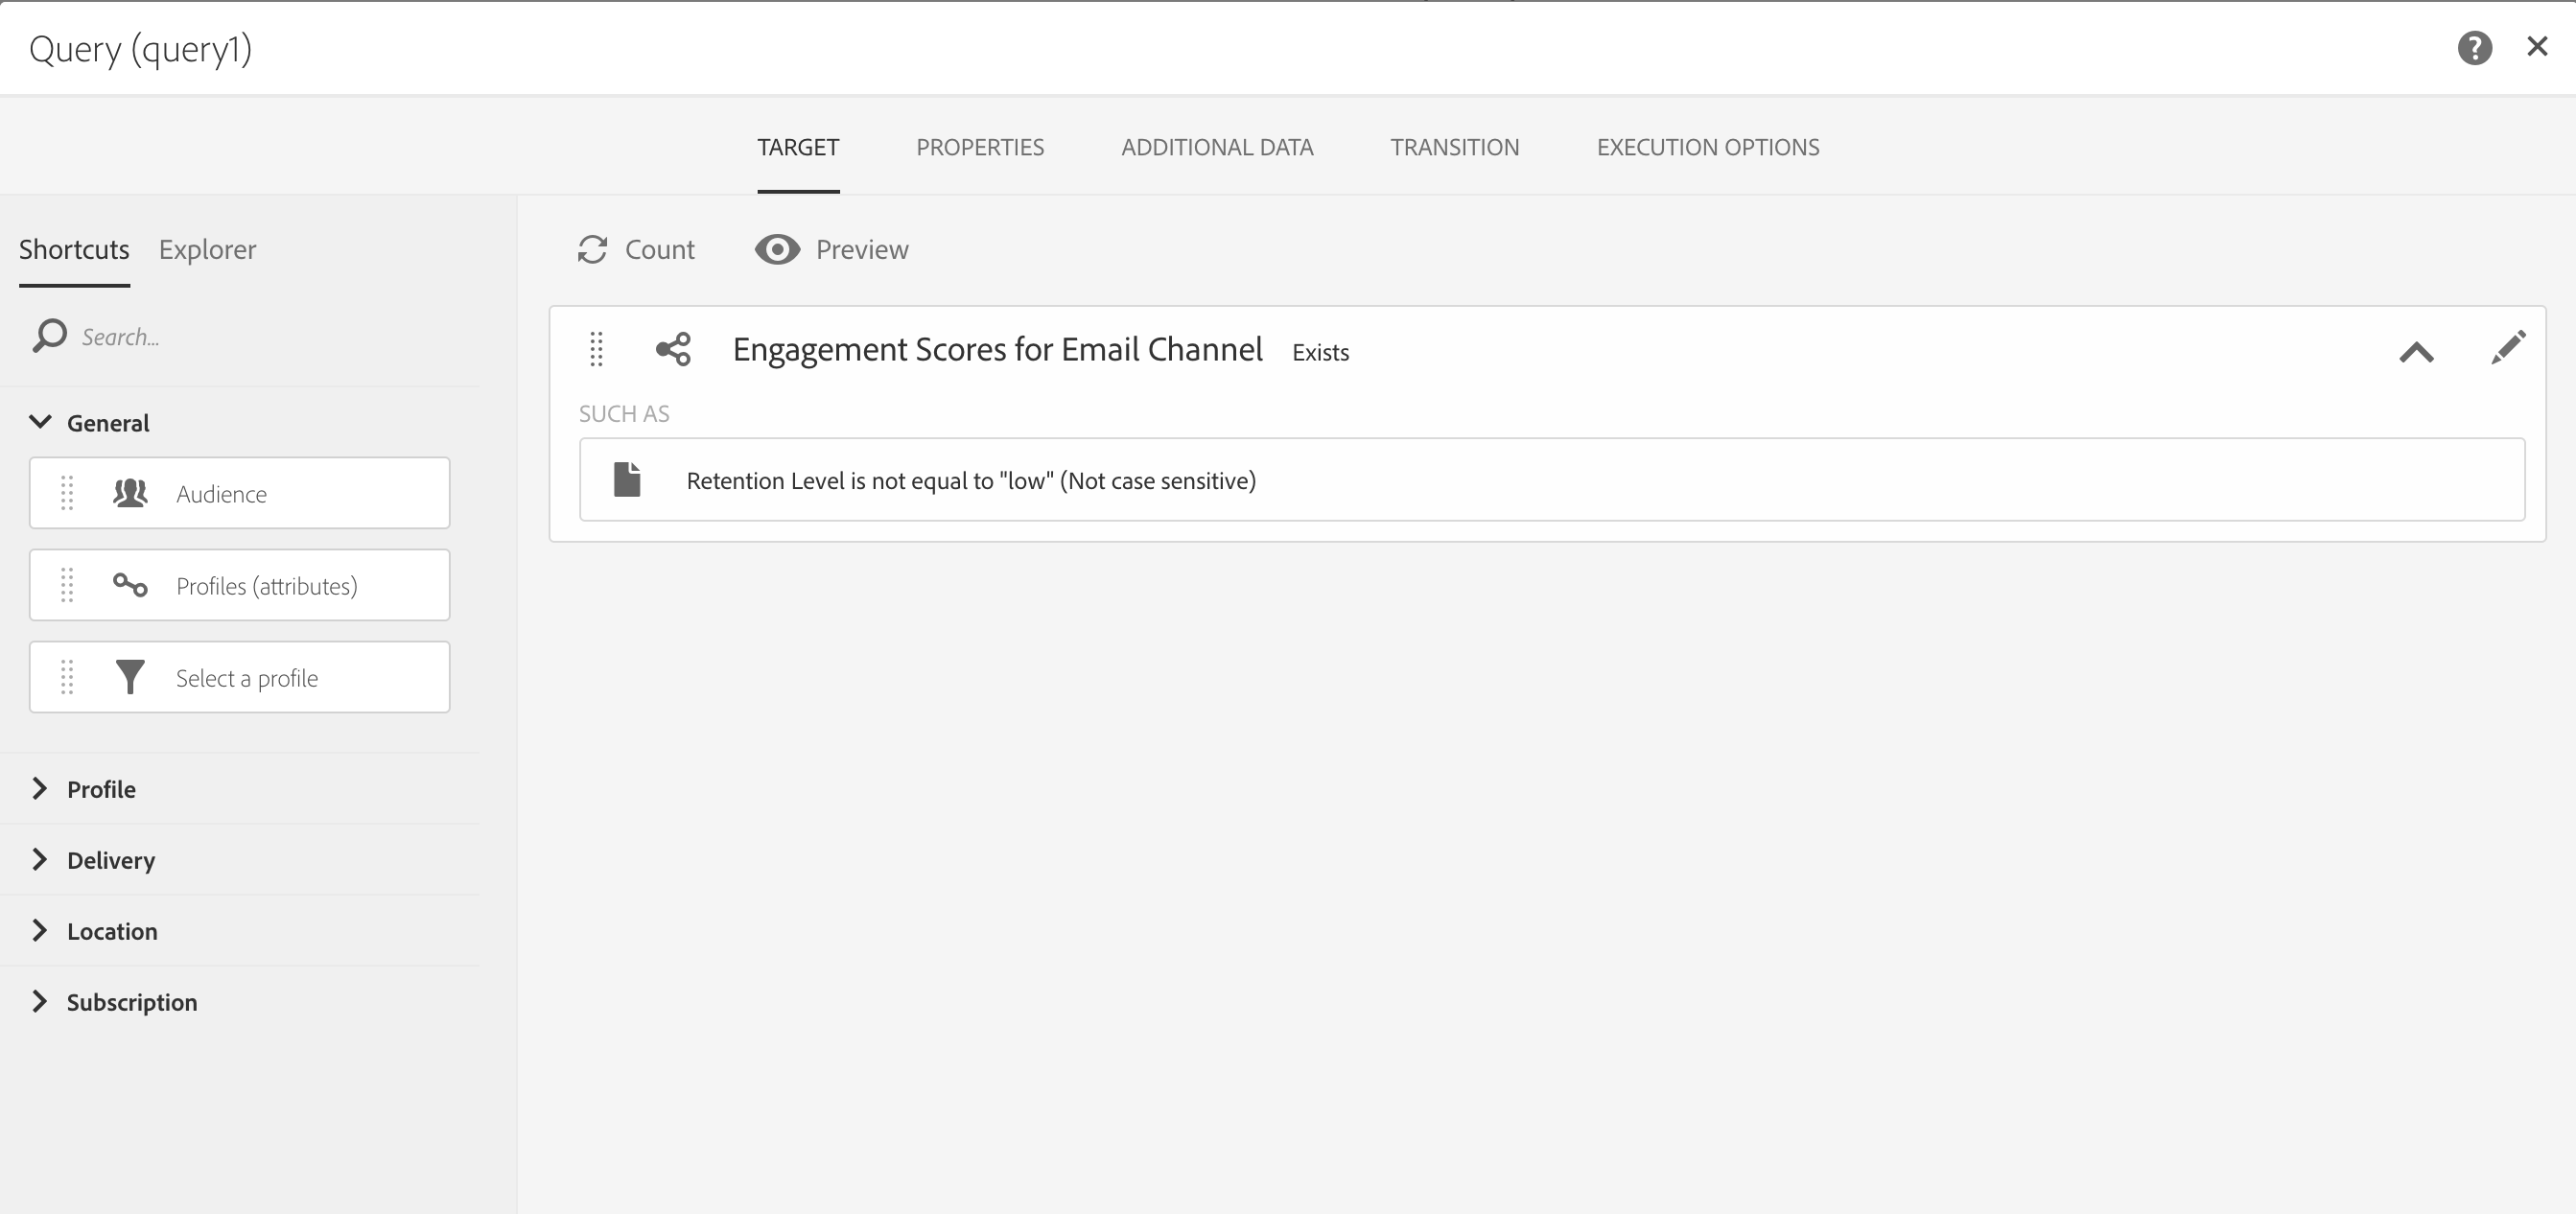 Query (query1)
TARGET PROPERTIES ADDITIONAL DATA TRANSITION EXECUTION OPTIONS
Shortcuts Explorer
Search...
General
Audience
Profiles (attributes)
Select a profile
Profile
Delivery
Location
Subscription
Count Preview
Engagement Scores for Email Channel Exists
SUCH AS
Retention Level is not equal to "low" (Not case sensitive)